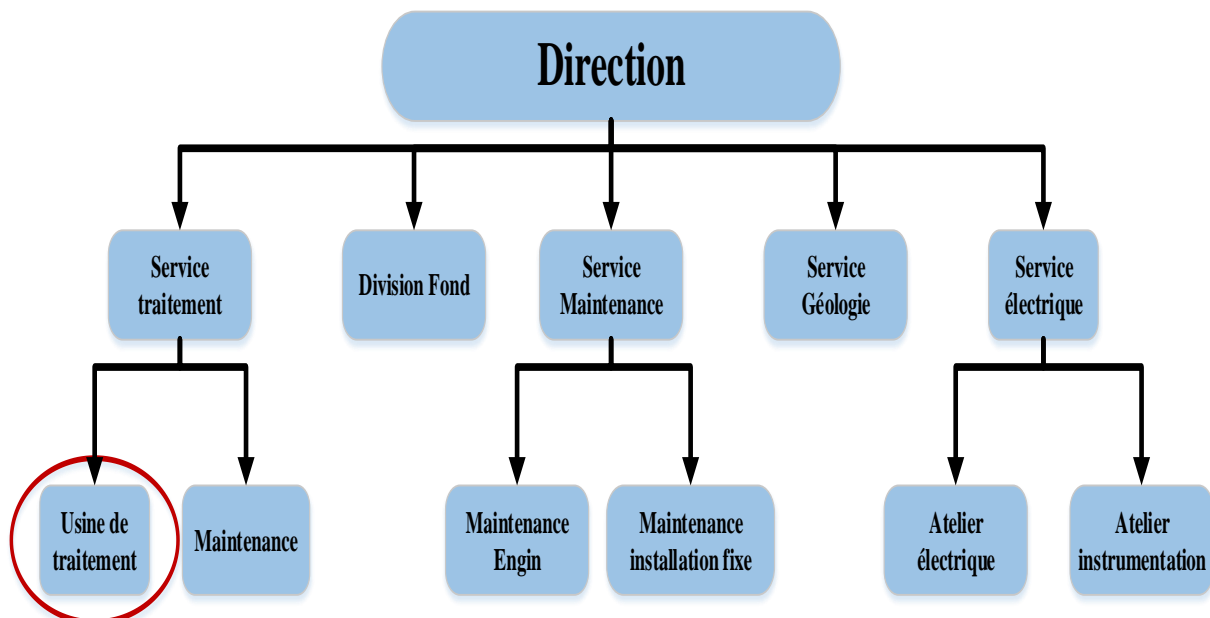 Direction
Service
traitement
Division Fond
Service
Maintenance
Service
Géologie
Service
électrique
Usine de
traitement
Maintenance
Maintenance
Engin
Maintenance
installation fixe
Atelier
électrique
Atelier
instrumentation